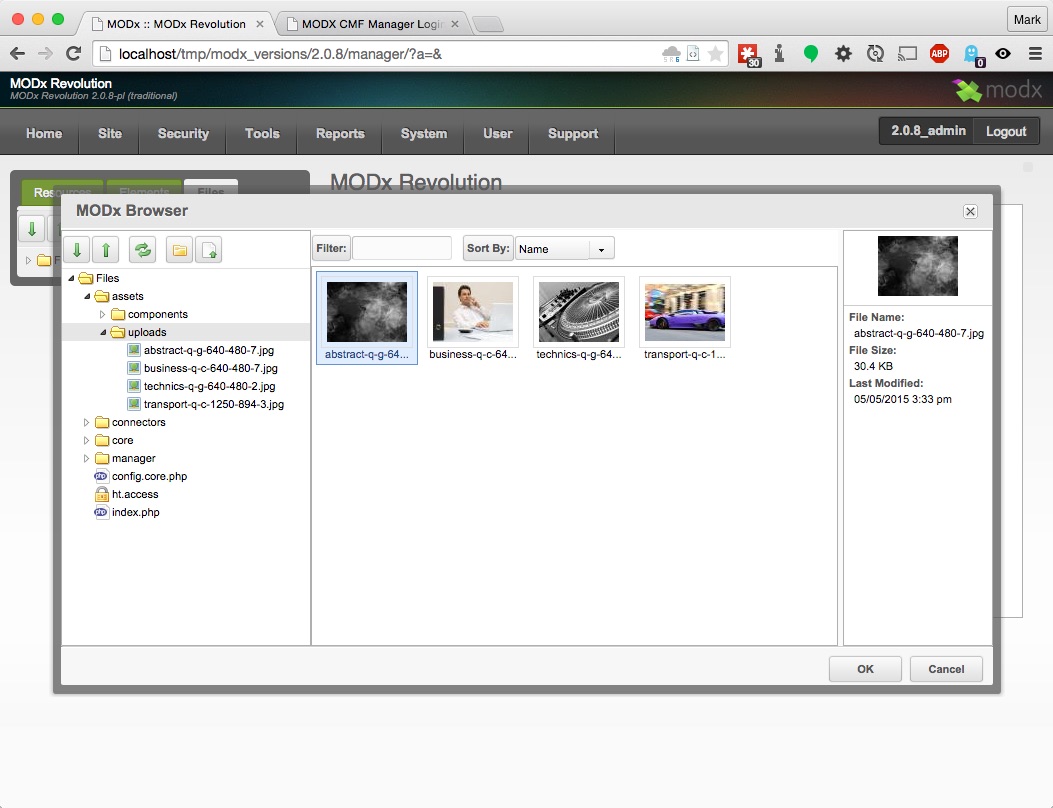 MODx :: MODx Revolution
MODX CMF Manager Logi
Mark
localhost/tmp/modx_versions/2.0.8/manager/?a=&
30
ABP
0
MODx Revolution
MODx Revolution 2.0.8-pl (traditional)
modx
Home
Site
Security
Tools
Reports
System
User
Support
2.0.8_admin
Logout
Resources
Elements
Files
MODx Revolution
MODx Browser
Filter:
Sort By:
Name
Files
assets
components
uploads
abstract-q-g-640-480-7.jpg
business-q-c-640-480-7.jpg
technics-q-g-640-480-2.jpg
transport-q-c-1250-894-3.jpg
connectors
core
manager
php config.core.php
ht.access
php index.php
abstract-q-g-64...
business-q-c-64...
technics-q-g-64...
transport-q-c-1...
File Name:
abstract-q-g-640-480-7.jpg
File Size:
30.4 KB
Last Modified:
05/05/2015 3:33 pm
OK
Cancel